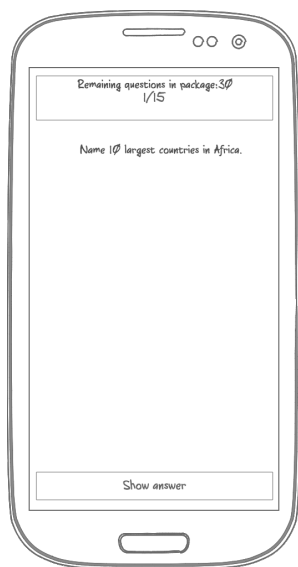 Remaining questions in package:30
1/15
Name 10 largest countries in Africa.
Show answer